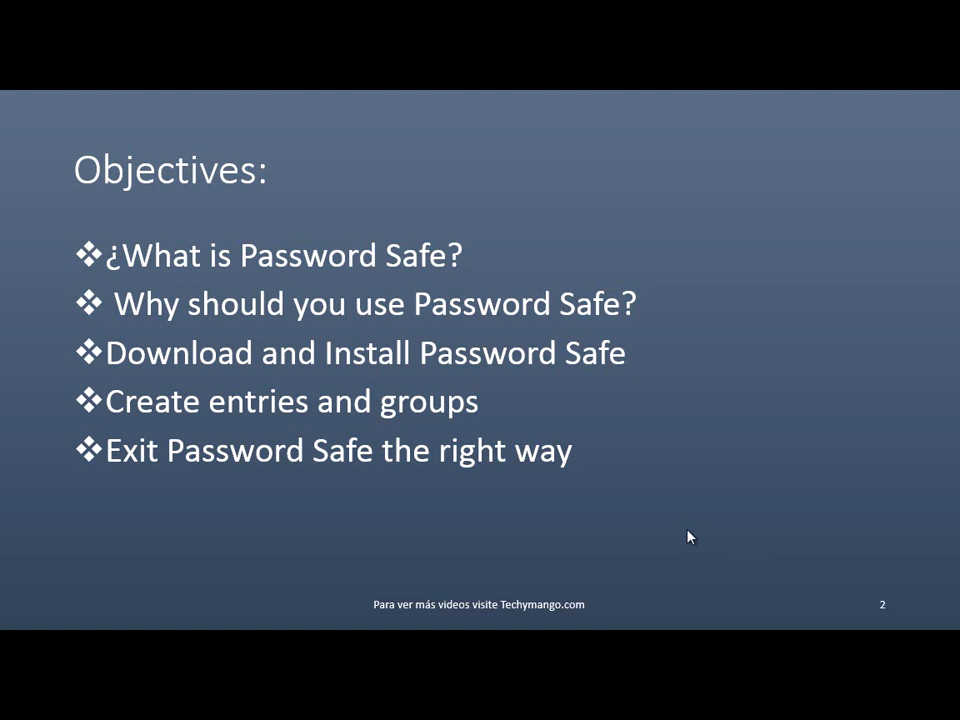 Objectives:
❖¿What is Password Safe?
❖ Why should you use Password Safe?
❖Download and Install Password Safe
❖Create entries and groups
❖Exit Password Safe the right way
Para ver más videos visite Techymango.com
2